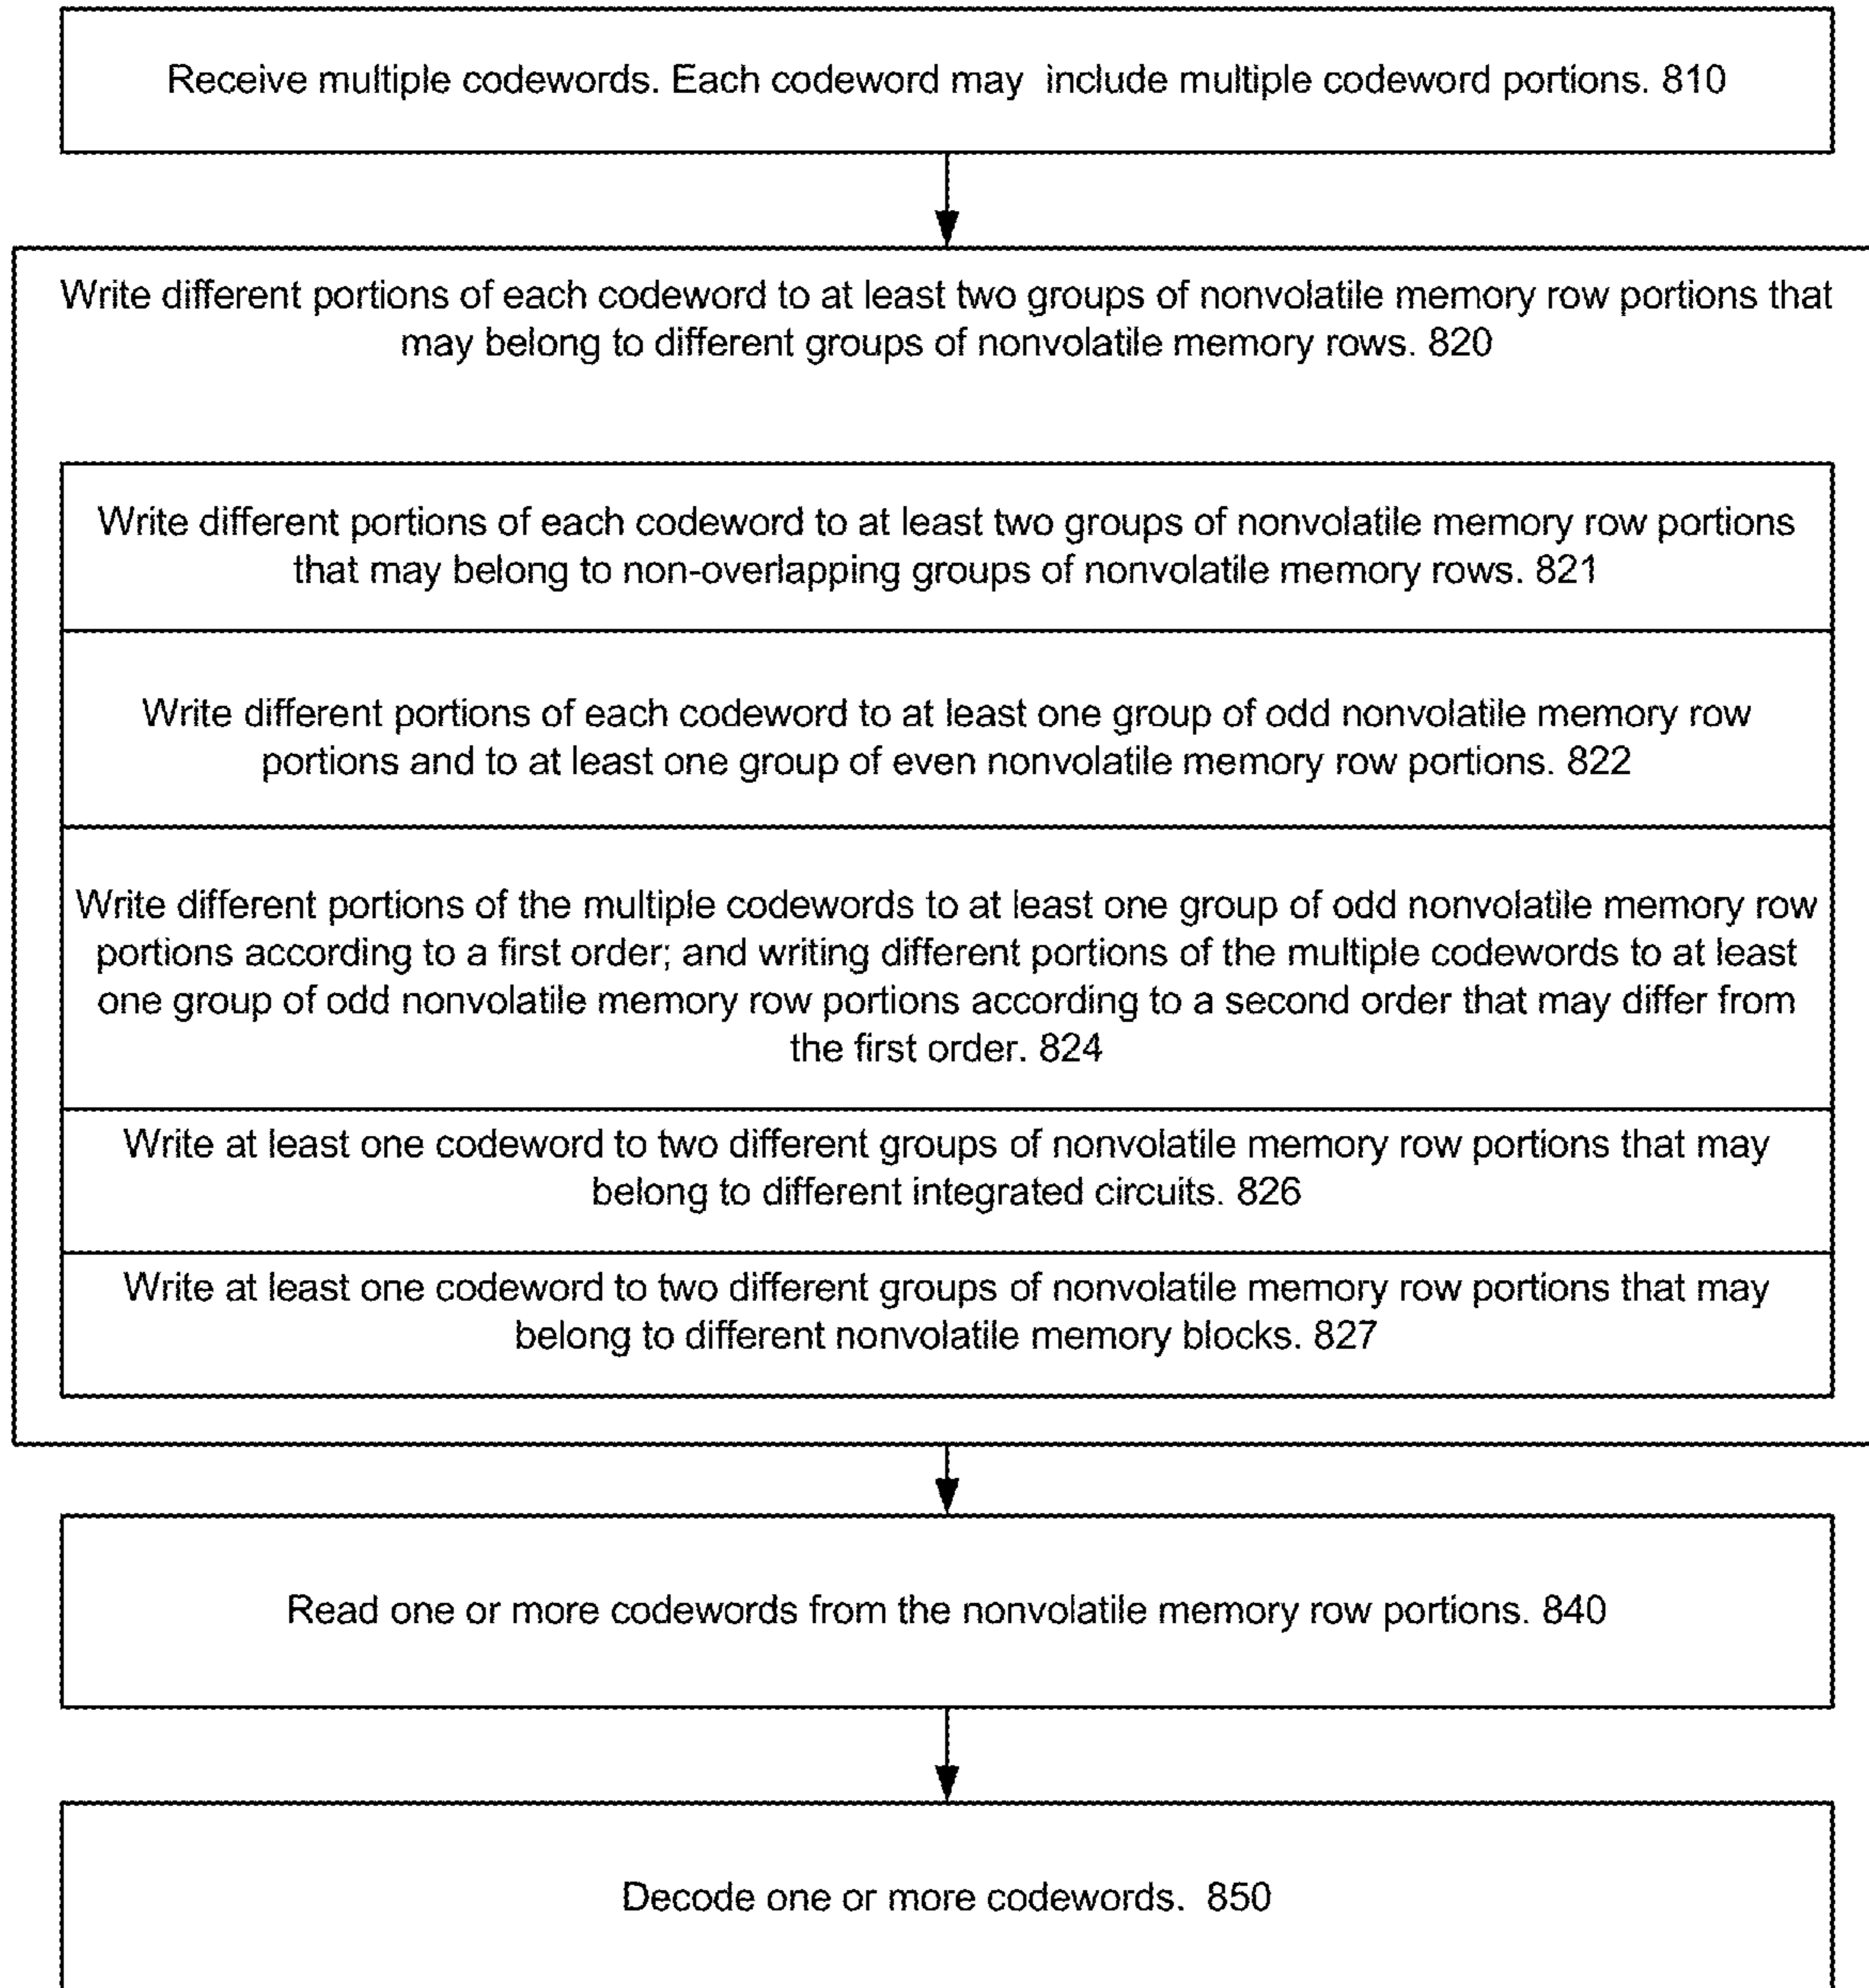 Receive multiple codewords. Each codeword may include multiple codeword portions. 810
Write different portions of each codeword to at least two groups of nonvolatile memory row portions that
may belong to different groups of nonvolatile memory rows. 820
Write different portions of each codeword to at least two groups of nonvolatile memory row portions
that may belong to non-overlapping groups of nonvolatile memory rows. 821
Write different portions of each codeword to at least one group of odd nonvolatile memory row
portions and to at least one group of even nonvolatile memory row portions. 822
Write different portions of the multiple codewords to at least one group of odd nonvolatile memory row
portions according to a first order; and writing different portions of the multiple codewords to at least
one group of odd nonvolatile memory row portions according to a second order that may differ from
the first order. 824
Write at least one codeword to two different groups of nonvolatile memory row portions that may
belong to different integrated circuits. 826
Write at least one codeword to two different groups of nonvolatile memory row portions that may
belong to different nonvolatile memory blocks. 827
Read one or more codewords from the nonvolatile memory row portions. 840
Decode one or more codewords. 850